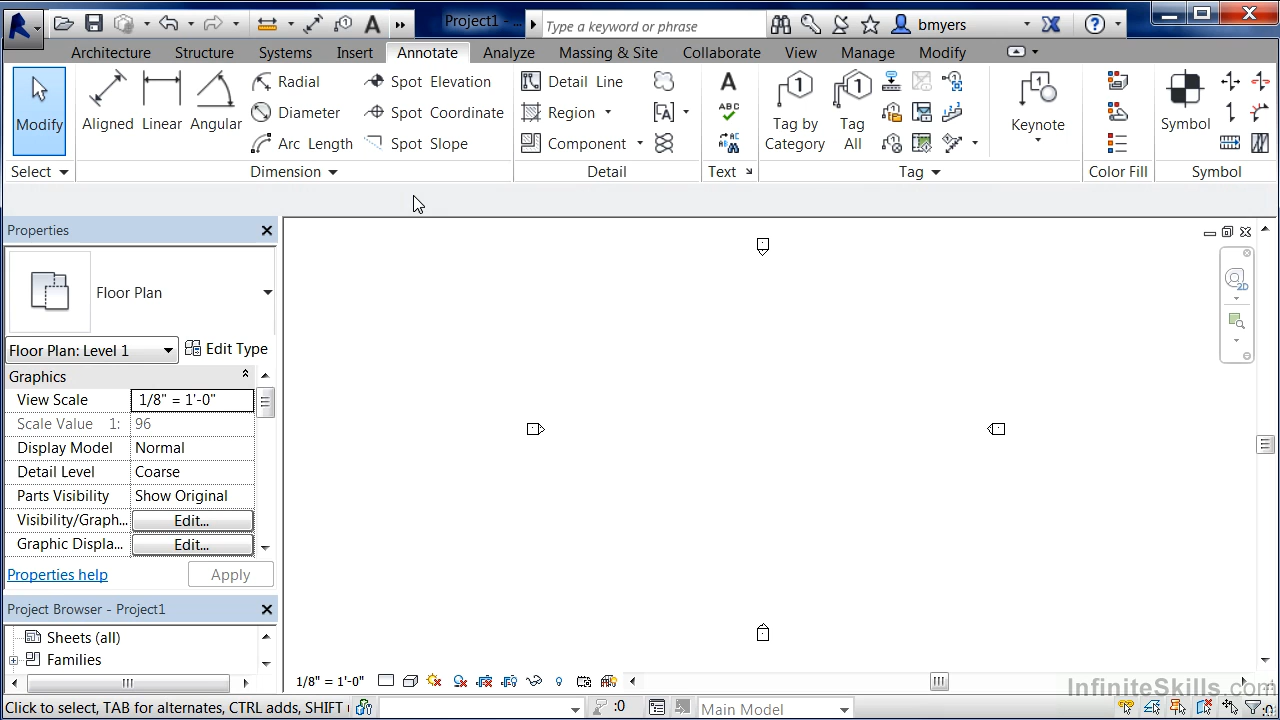 Project1 - ...
Type a keyword or phrase
bmyers
Architecture Structure Systems Insert Annotate Analyze Massing & Site Collaborate View Manage Modify
Modify
Aligned Linear Angular
Radial
Diameter
Arc Length
Spot Elevation
Spot Coordinate
Spot Slope
Detail Line
Region
Component
A
ABC
Tag by
Category
Tag
All
Keynote
Symbol
Select Dimension Detail Text Tag Color Fill Symbol
Properties
Floor Plan
Floor Plan: Level 1 Edit Type
Graphics
View Scale 1/8" = 1'-0"
Scale Value 1: 96
Display Model Normal
Detail Level Coarse
Parts Visibility Show Original
Visibility/Graph... Edit...
Graphic Displa... Edit...
Properties help Apply
Project Browser - Project1
Sheets (all)
Families
2D
1/8" = 1'-0"
InfiniteSkills.com
Click to select, TAB for alternates, CTRL adds, SHIFT :0 Main Model :0